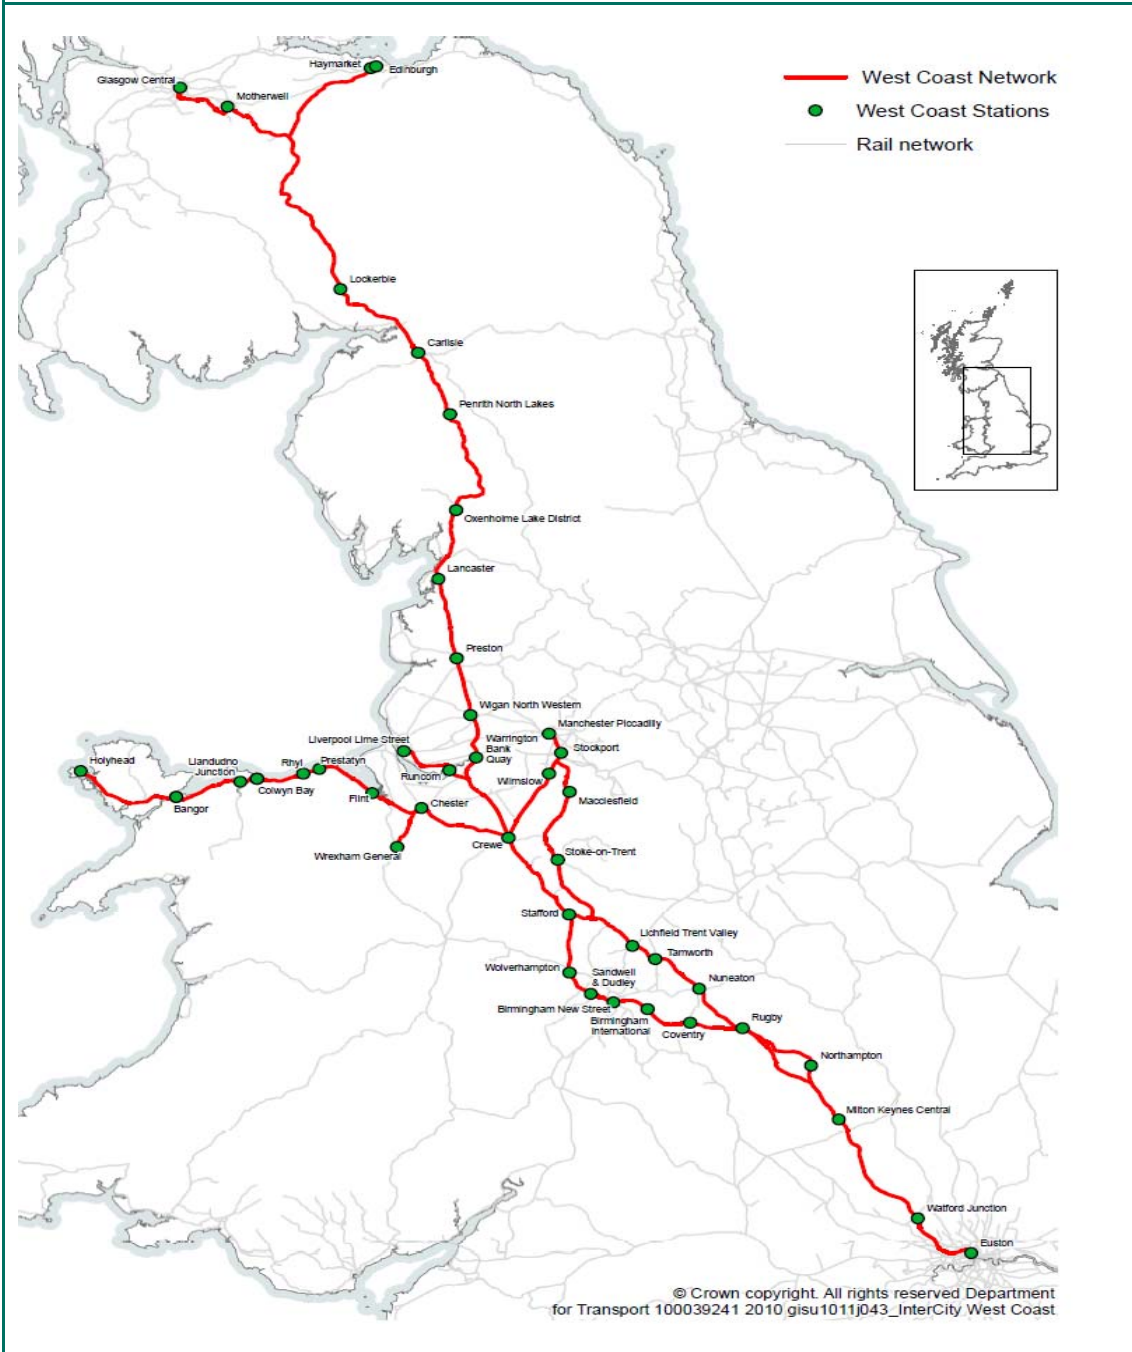 Haymarket
Edinburgh
Glasgow Central
Motherwell
West Coast Network
West Coast Stations
Rail network
Lockerbie
Carlisle
Penrith North Lakes
Oxenholme Lake District
Lancaster
Preston
Wigan North Western
Manchester Piccadilly
Liverpool Lime Street
Warrington
Bank
Quay
Stockport
Holyhead
Llandudno
Junction
Rhyl
Prestatyn
Runcorn
Wilmslow
Colwyn Bay
Bangor
Flint
Chester
Macclesfield
Crewe
Wrexham General
Stoke-on-Trent
Stafford
Lichfield Trent Valley
Tamworth
Wolverhampton
Sandwell
& Dudley
Nuneaton
Birmingham New Street
Birmingham
International
Coventry
Rugby
Northampton
Milton Keynes Central
Watford Junction
Euston
© Crown copyright. All rights reserved Department
for Transport 100039241 2010 gisu1011j043_InterCity West Coast